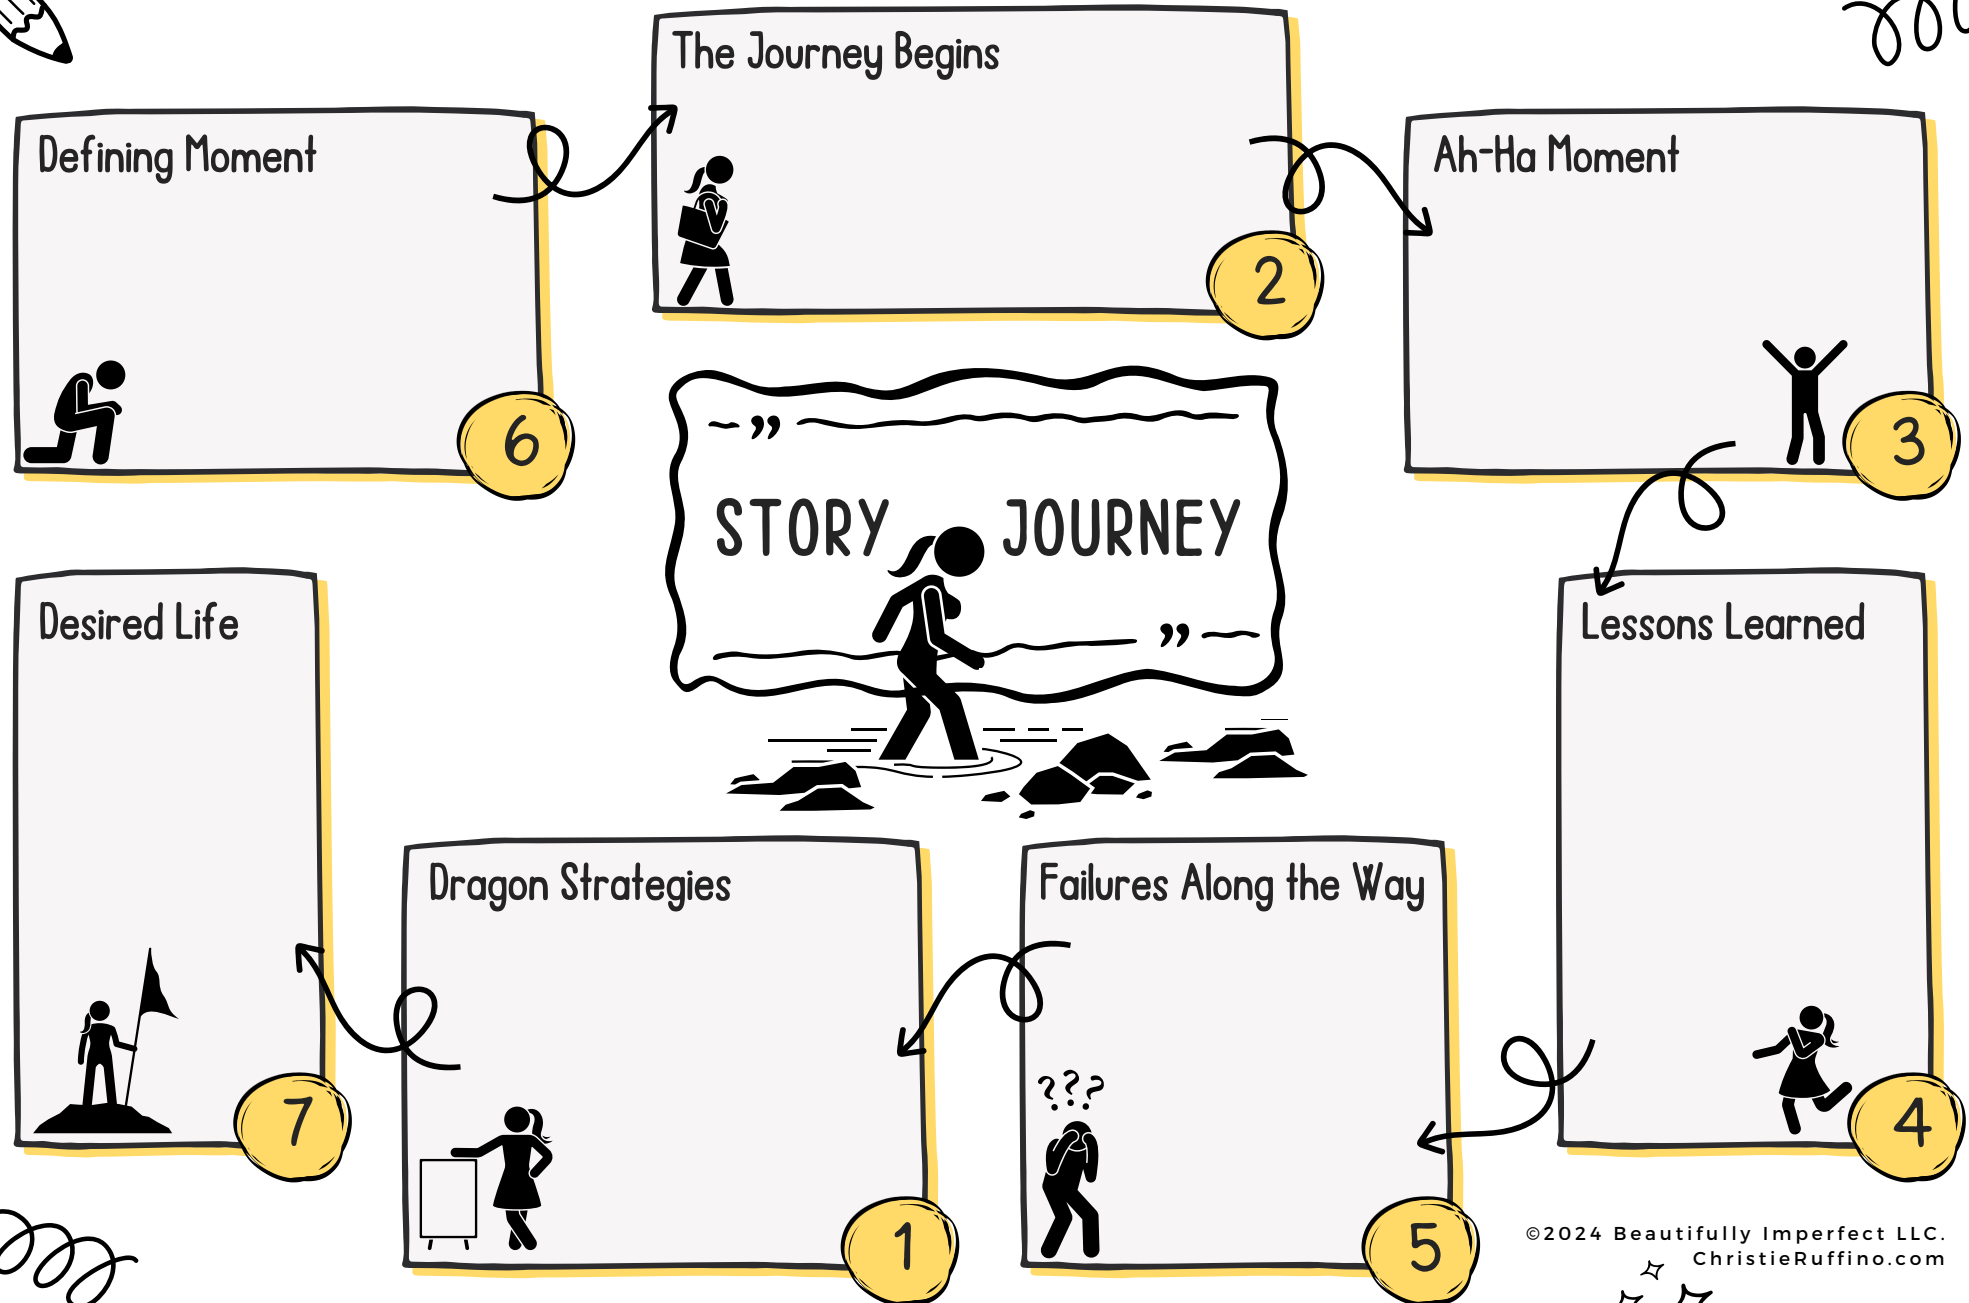 The Journey Begins
2
Defining Moment
6
Ah-Ha Moment
3
STORY JOURNEY
Desired Life
7
Lessons Learned
4
Dragon Strategies
1
Failures Along the Way
???
5
©2024 Beautifully Imperfect LLC.
ChristieRuffino.com